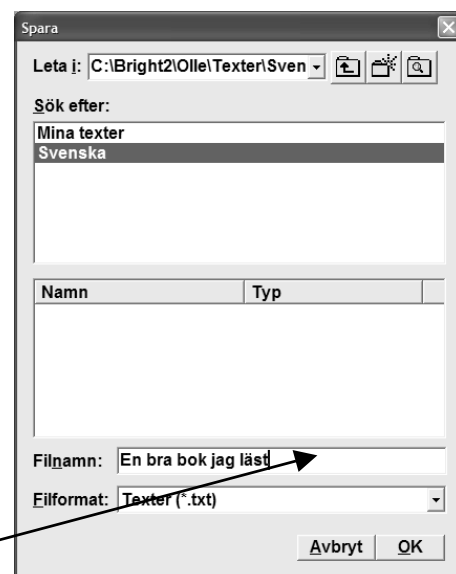 Spara
Leta i: C:\Bright2\Olle\Texter\Sven
Sök efter:
Mina texter
Svenska
Namn Typ
Filnamn: En bra bok jag läst
Filformat: Texter (*.txt)
Avbryt OK